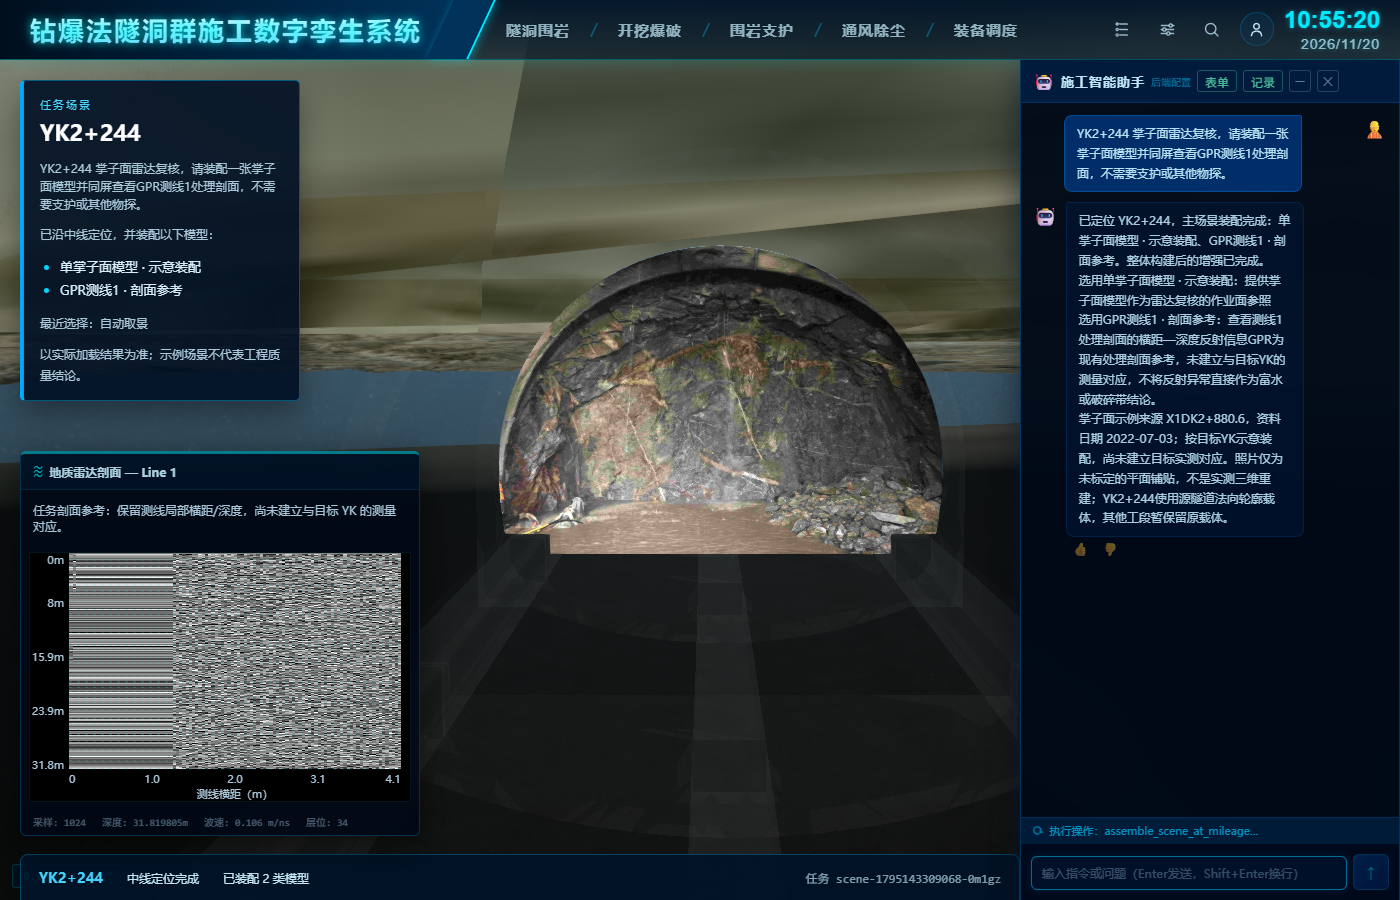 钻爆法隧洞群施工数字孪生系统
隧洞围岩 / 开挖爆破 / 围岩支护 / 通风除尘 / 装备调度
10:55:20
2026/11/20
任务场景
YK2+244
YK2+244 掌子面雷达复核，请装配一张掌子
面模型并同屏查看GPR测线1处理剖面，不需
要支护或其他物探。
已沿中线定位，并装配以下模型：
单掌子面模型 · 示意装配
GPR测线1 · 剖面参考
最近选择：自动取景
以实际加载结果为准；示例场景不代表工程质
量结论。
地质雷达剖面 — Line 1
任务剖面参考：保留测线局部横距/深度，尚未建立与目标 YK 的测量
对应。
0m
8m
15.9m
23.9m
31.8m
0 1.0 2.0 3.1 4.1
测线横距（m）
采样：1024 深度：31.819805m 波速：0.106 m/ns 层位：34
YK2+244 中线定位完成 已装配 2 类模型 任务 scene-1795143309068-0m1gz
施工智能助手 后端配置 表单 记录
YK2+244 掌子面雷达复核，请装配一张
掌子面模型并同屏查看GPR测线1处理剖
面，不需要支护或其他物探。
已定位 YK2+244，主场景装配完成：单
掌子面模型 · 示意装配、GPR测线1 · 剖
面参考。整体构建后的增强已完成。
选用单掌子面模型 · 示意装配：提供掌
子面模型作为雷达复核的作业面参照
选用GPR测线1 · 剖面参考：查看测线1
处理剖面的横距—深度反射信息GPR为
现有处理剖面参考，未建立与目标YK的
测量对应，不将反射异常直接作为富水
或破碎带结论。
掌子面示例来源 X1DK2+880.6，资料
日期 2022-07-03；按目标YK示意装
配，尚未建立目标实测对应。照片仅为
未标定的平面铺贴，不是实测三维重
建；YK2+244使用源隧道法向轮廓载
体，其他工段暂保留原载体。
执行操作：assemble_scene_at_mileage...
输入指令或问题（Enter发送，Shift+Enter换行）